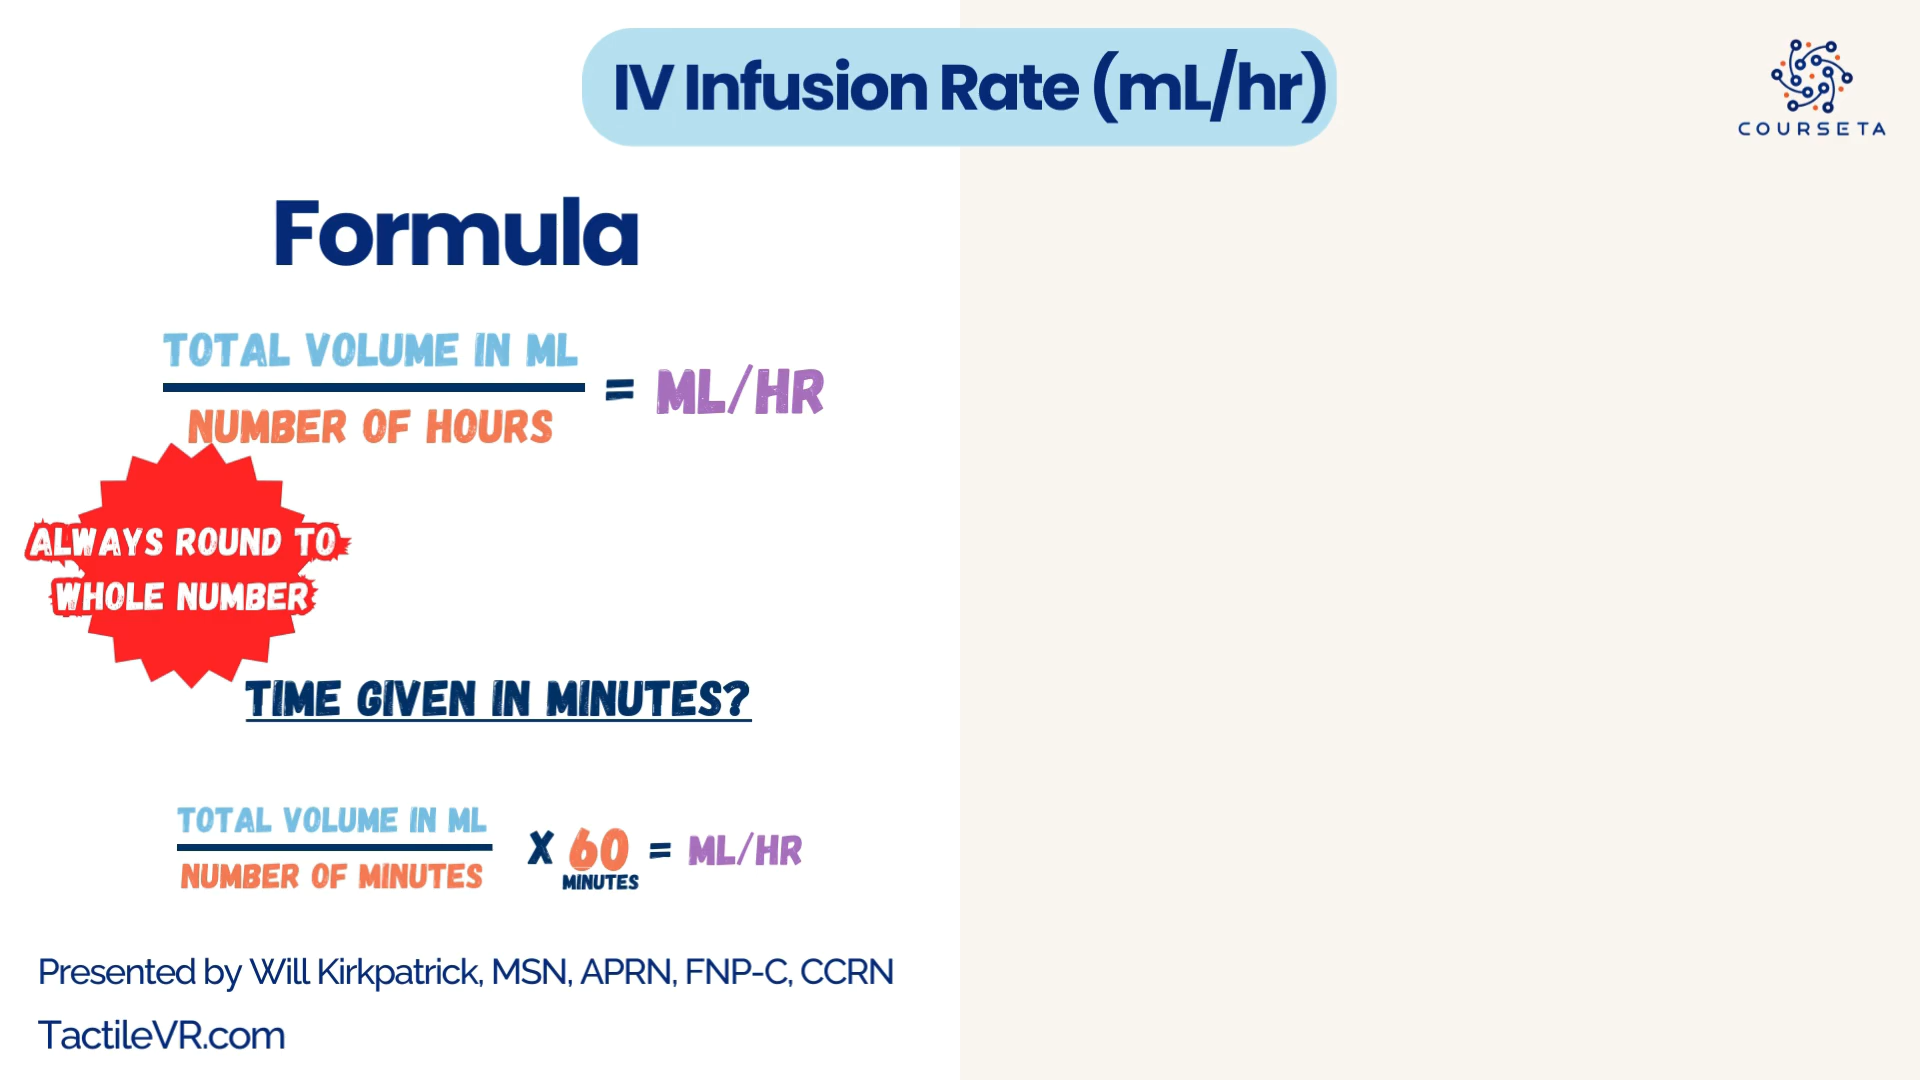 IV Infusion Rate (mL/hr)
COURSETA
Formula
TOTAL VOLUME IN ML
NUMBER OF HOURS
= ML/HR
ALWAYS ROUND TO
WHOLE NUMBER
TIME GIVEN IN MINUTES?
TOTAL VOLUME IN ML
NUMBER OF MINUTES
X 60 = ML/HR
MINUTES
Presented by Will Kirkpatrick, MSN, APRN, FNP-C, CCRN
TactileVR.com